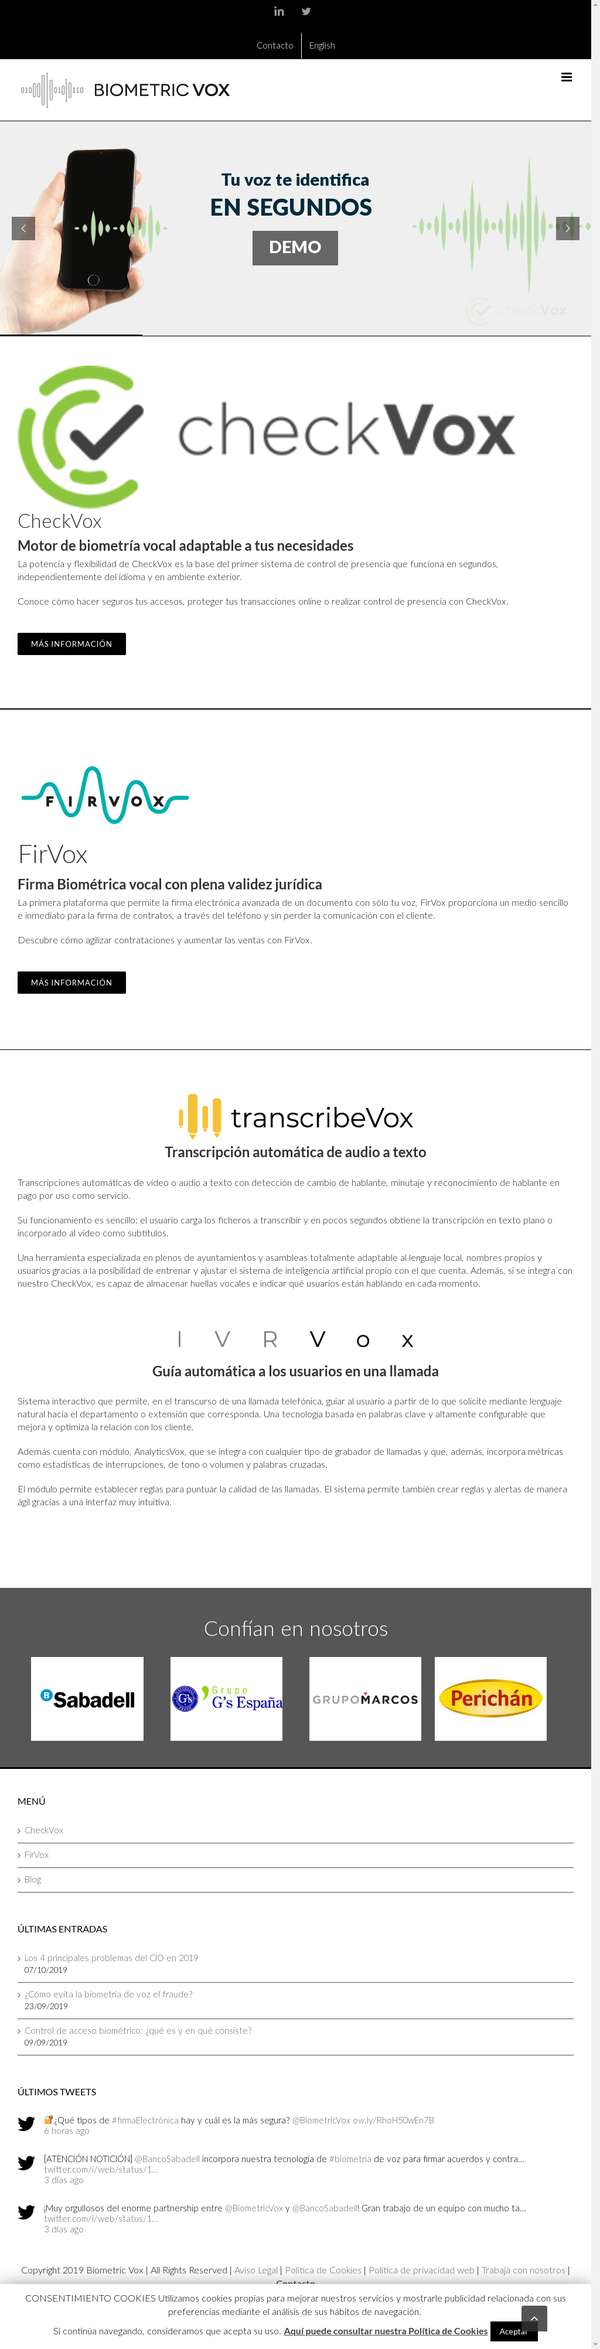 Contacto
English
010 010110 BIOMETRIC VOX
Tu voz te identifica
EN SEGUNDOS
DEMO
checkVox
checkVox
CheckVox
Motor de biometría vocal adaptable a tus necesidades
La potencia y flexibilidad de CheckVox es la base del primer sistema de control de presencia que funciona en segundos,
independientemente del idioma y en ambiente exterior.
Conoce cómo hacer seguros tus accesos, proteger tus transacciones online o realizar control de presencia con CheckVox.
MÁS INFORMACIÓN
FIRVOX
FirVox
Firma Biométrica vocal con plena validez jurídica
La primera plataforma que permite la firma electrónica avanzada de un documento con sólo tu voz, FirVox proporciona un medio sencillo
e inmediato para la firma de contratos, a través del teléfono y sin perder la comunicación con el cliente.
Descubre cómo agilizar contrataciones y aumentar las ventas con FirVox.
MÁS INFORMACIÓN
transcribeVox
Transcripción automática de audio a texto
Transcripciones automáticas de vídeo o audio a texto con detección de cambio de hablante, minutaje y reconocimiento de hablante en
pago por uso como servicio.
Su funcionamiento es sencillo: el usuario carga los ficheros a transcribir y en pocos segundos obtiene la transcripción en texto plano o
incorporado al vídeo como subtítulos.
Una herramienta especializada en plenos de ayuntamientos y asambleas totalmente adaptable al lenguaje local, nombres propios y
usuarios gracias a la posibilidad de entrenar y ajustar el sistema de inteligencia artificial propio con el que cuenta. Además, si se integra con
nuestro CheckVox, es capaz de almacenar huellas vocales e indicar qué usuarios están hablando en cada momento.
I V R V o x
Guía automática a los usuarios en una llamada
Sistema interactivo que permite, en el transcurso de una llamada telefónica, guiar al usuario a partir de lo que solicite mediante lenguaje
natural hacia el departamento o extensión que corresponda. Una tecnología basada en palabras clave y altamente configurable que
mejora y optimiza la relación con los cliente.
Además cuenta con módulo, AnalyticsVox, que se integra con cualquier tipo de grabador de llamadas y que, además, incorpora métricas
como estadísticas de interrupciones, de tono o volumen y palabras cruzadas.
El módulo permite establecer reglas para puntuar la calidad de las llamadas. El sistema permite también crear reglas y alertas de manera
ágil gracias a una interfaz muy intuitiva.
Confían en nosotros
B Sabadell
G's Grupo G's España
GRUPOMARCOS
Perichán
MENÚ
CheckVox
FirVox
Blog
ÚLTIMAS ENTRADAS
Los 4 principales problemas del CIO en 2019
07/10/2019
¿Cómo evita la biometría de voz el fraude?
23/09/2019
Control de acceso biométrico: ¿qué es y en qué consiste?
09/09/2019
ÚLTIMOS TWEETS
¿Qué tipos de #firmaElectrónica hay y cuál es la más segura? @BiometricVox ow.ly/RhoH50wEn7B
6 horas ago
[ATENCIÓN NOTICIÓN] @BancoSabadell incorpora nuestra tecnología de #biometria de voz para firmar acuerdos y contra...
twitter.com/i/web/status/1...
3 días ago
¡Muy orgullosos del enorme partnership entre @BiometricVox y @BancoSabadell! Gran trabajo de un equipo con mucho ta...
twitter.com/i/web/status/1...
3 días ago
Copyright 2019 Biometric Vox | All Rights Reserved | Aviso Legal | Política de Cookies | Política de privacidad web | Trabaja con nosotros |
Contacto
CONSENTIMIENTO COOKIES Utilizamos cookies propias para mejorar nuestros servicios y mostrarle publicidad relacionada con sus
preferencias mediante el análisis de sus hábitos de navegación.
Si continúa navegando, consideramos que acepta su uso. Aquí puede consultar nuestra Política de Cookies Aceptar